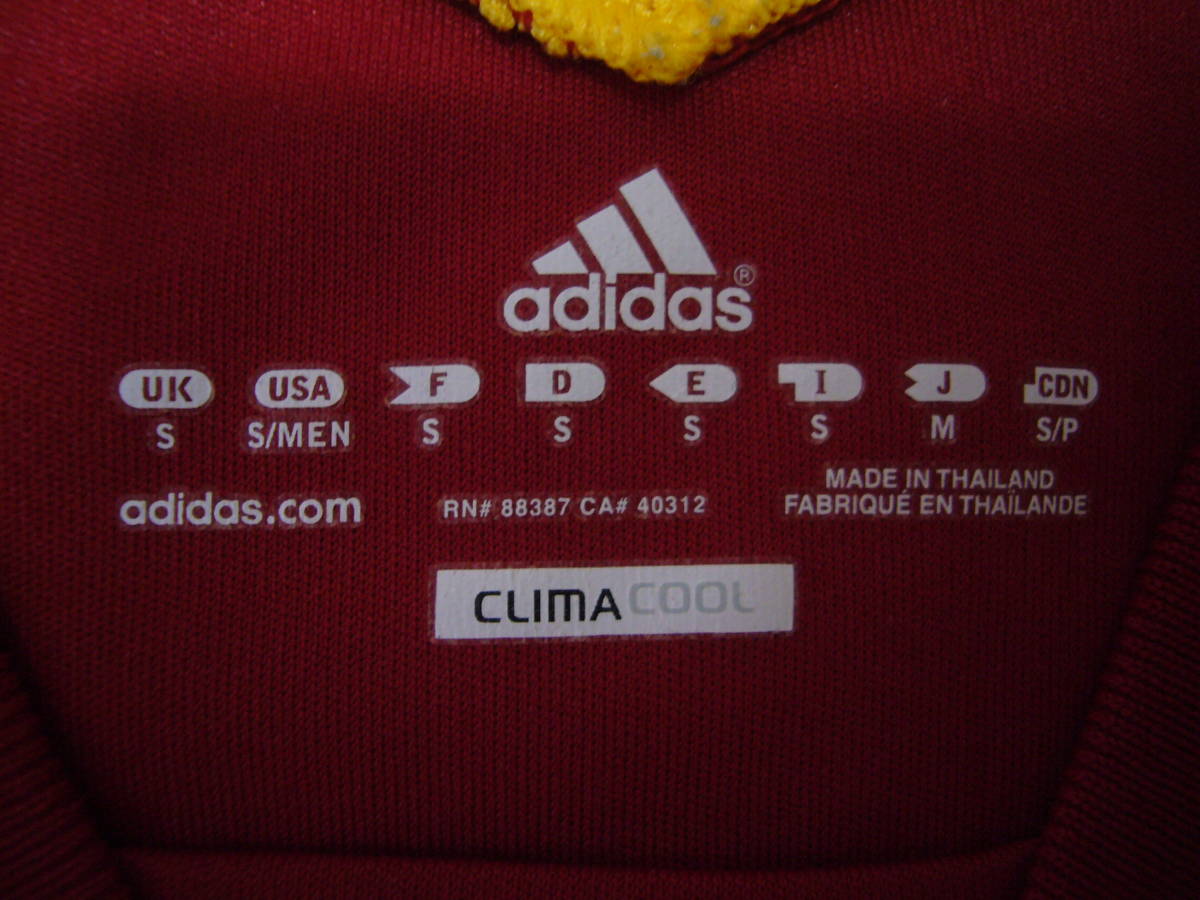 adidas®
UK USA F D E I J CDN
S S/MEN S S S S M S/P
adidas.com RN# 88387 CA# 40312 MADE IN THAILAND
FABRIQUÉ EN THAÏLANDE
CLIMACOOL